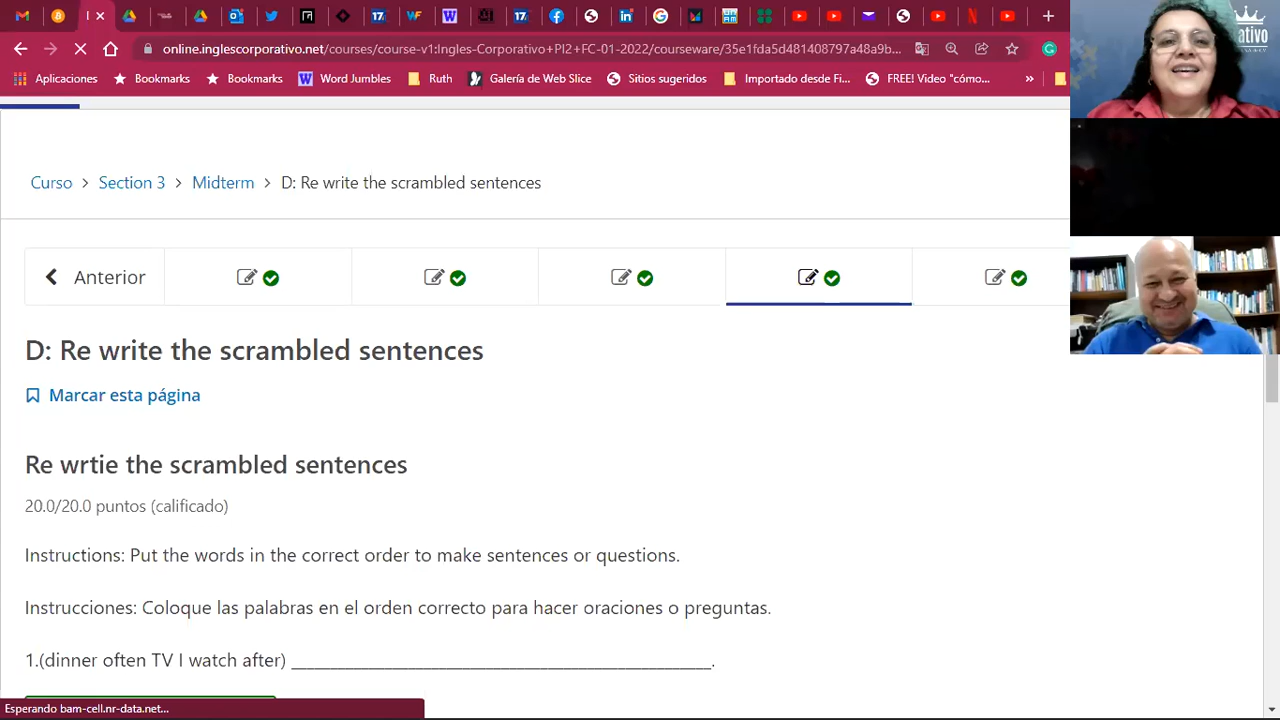 online.inglescorporativo.net/courses/course-v1:Ingles-Corporativo+PI2+FC-01-2022/courseware/35e1fda5d481408797a48a9b...
Aplicaciones Bookmarks Bookmarks Word Jumbles Ruth Galería de Web Slice Sitios sugeridos Importado desde Fi... FREE! Video "cómo... »
ativo
Curso > Section 3 > Midterm > D: Re write the scrambled sentences
Anterior
D: Re write the scrambled sentences
Marcar esta página
Re wrtie the scrambled sentences
20.0/20.0 puntos (calificado)
Instructions: Put the words in the correct order to make sentences or questions.
Instrucciones: Coloque las palabras en el orden correcto para hacer oraciones o preguntas.
1.(dinner often TV I watch after) ______________________________________________.
Esperando bam-cell.nr-data.net...